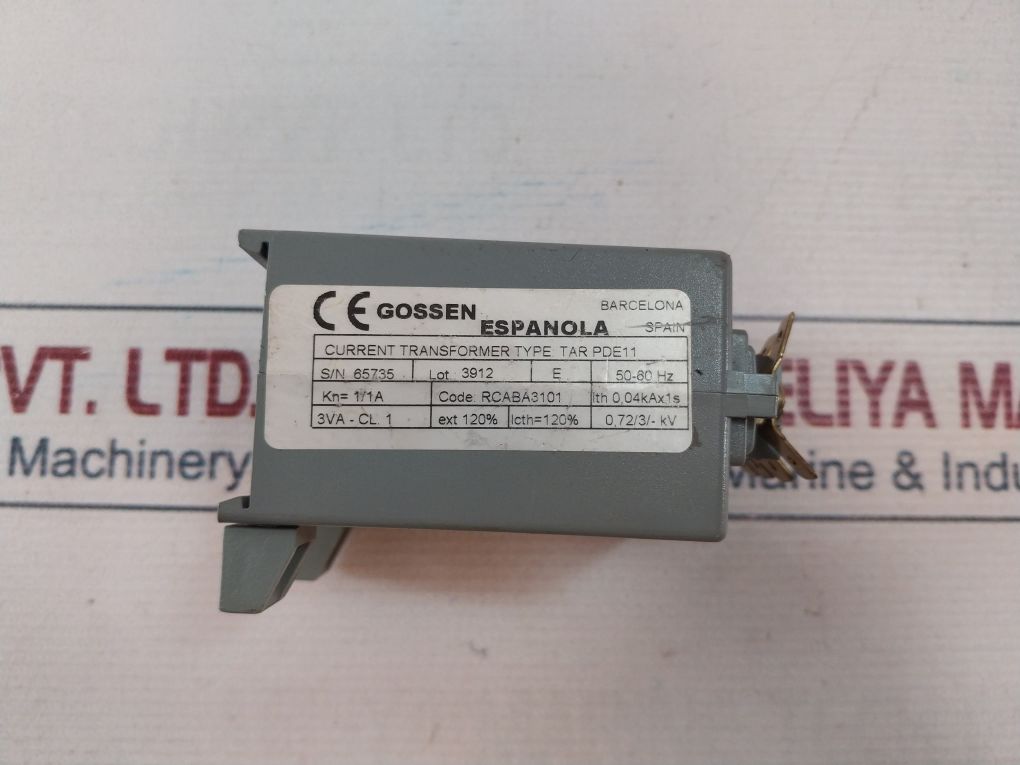 CE GOSSEN
ESPANOLA
BARCELONA
SPAIN
CURRENT TRANSFORMER TYPE TAR PDE11
S/N 65735 Lot 3912 E 50-60 Hz
Kn= 1/1A Code RCABA3101 Ith 0,04kAx1s
3VA - CL. 1 ext 120% Icth=120% 0,72/3/- kV
VT. LTD.
ELIYA MA
Machinery
arine & Indu